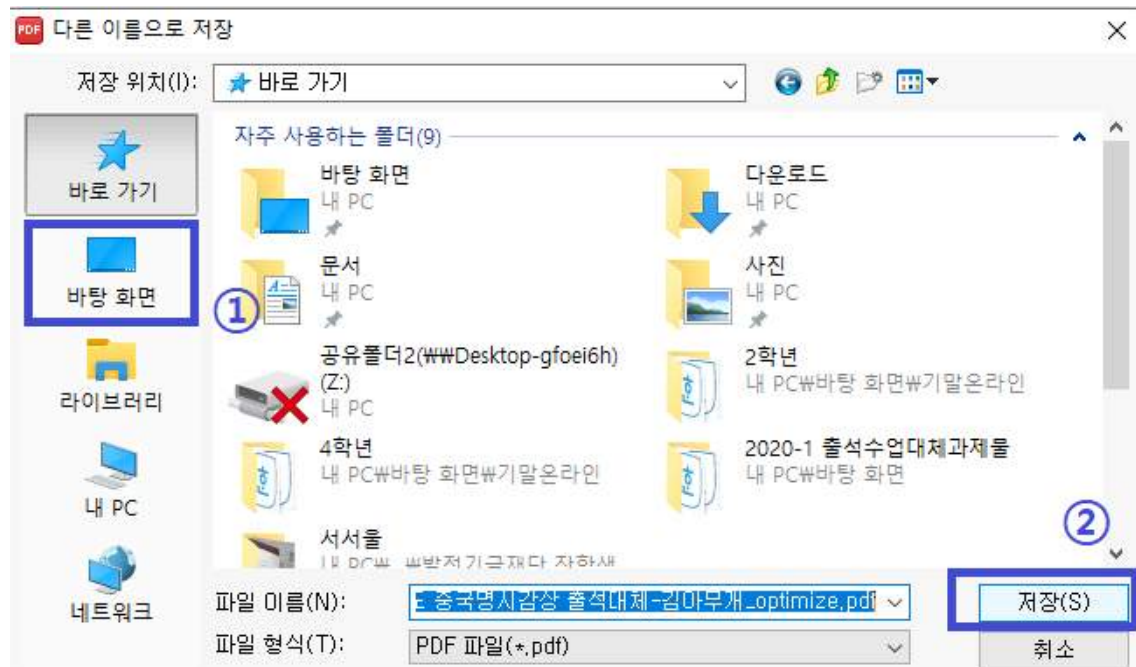 PDF 다른 이름으로 저장
저장 위치(I): 바로 가기
자주 사용하는 폴더(9)
바로 가기
바탕 화면
라이브러리
내 PC
네트워크
바탕 화면
내 PC
다운로드
내 PC
①
문서
내 PC
사진
내 PC
공유폴더2(₩₩Desktop-gfoei6h)
(Z:)
내 PC
2학년
내 PC₩바탕 화면₩기말온라인
4학년
내 PC₩바탕 화면₩기말온라인
2020-1 출석수업대체과제물
내 PC₩바탕 화면
②
서서울
파일 이름(N): 중국명시감상 출석대체-김아무개_optimize.pdf
저장(S)
파일 형식(T): PDF 파일(*.pdf)
취소